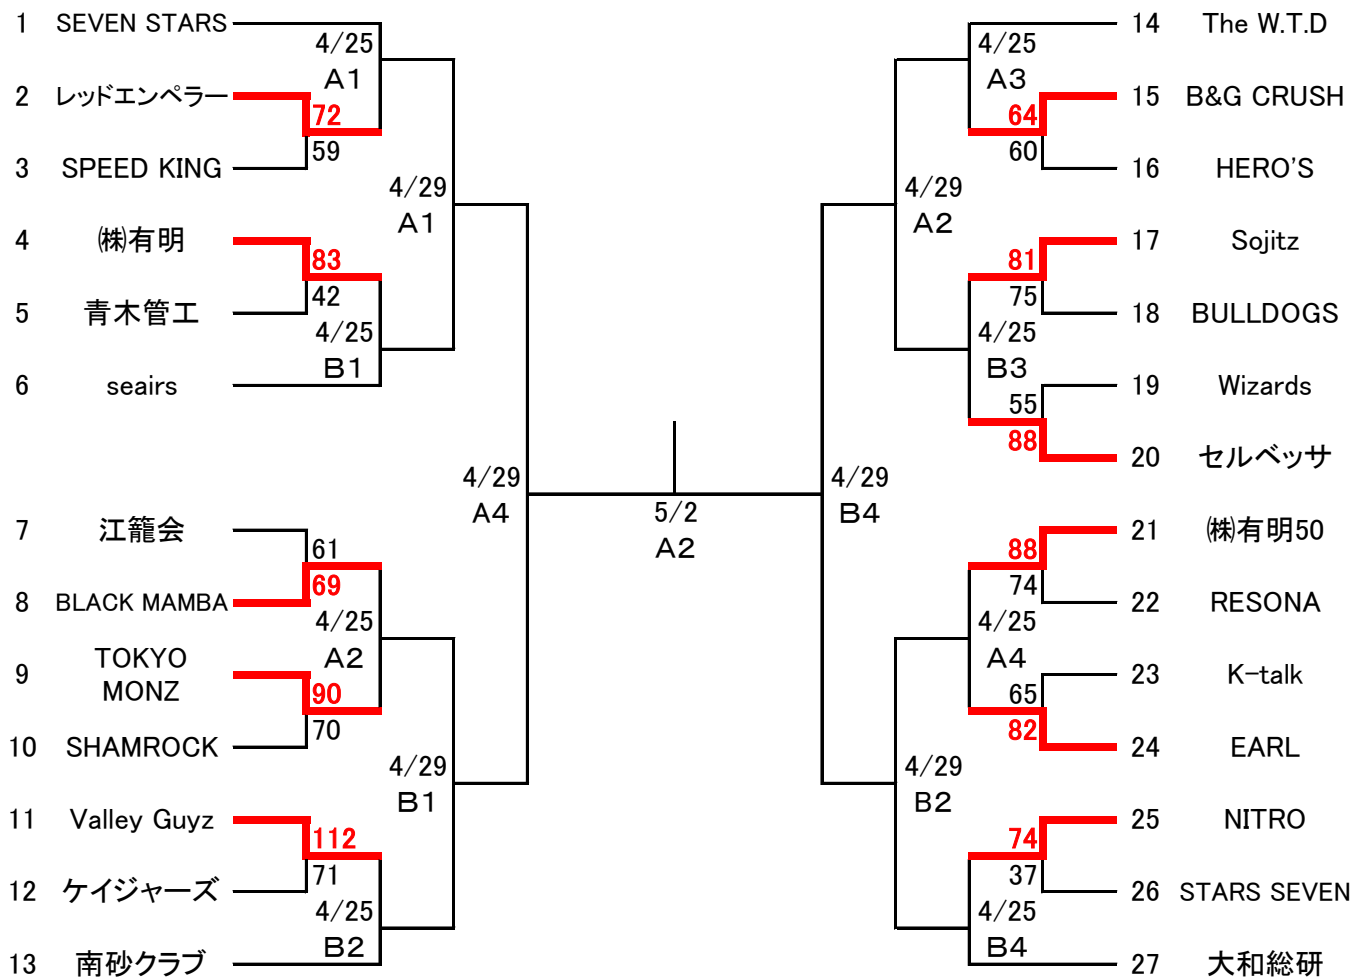 1 SEVEN STARS
4/25
A1
2 レッドエンペラー
72
59
3 SPEED KING
4/29
A1
4 ㈱有明
83
42
5 青木管工
4/25
B1
6 seairs
4/29
A4
7 江籠会
61
69
8 BLACK MAMBA
4/25
A2
9 TOKYO
MONZ
90
70
10 SHAMROCK
4/29
B1
11 Valley Guyz
112
71
12 ケイジャーズ
4/25
B2
13 南砂クラブ
5/2
A2
14 The W.T.D
4/25
A3
15 B&G CRUSH
64
60
16 HERO'S
4/29
A2
17 Sojitz
81
75
18 BULLDOGS
4/25
B3
19 Wizards
55
88
20 セルベッサ
4/29
B4
21 ㈱有明50
88
74
22 RESONA
4/25
A4
23 K-talk
65
82
24 EARL
4/29
B2
25 NITRO
74
37
26 STARS SEVEN
4/25
B4
27 大和総研